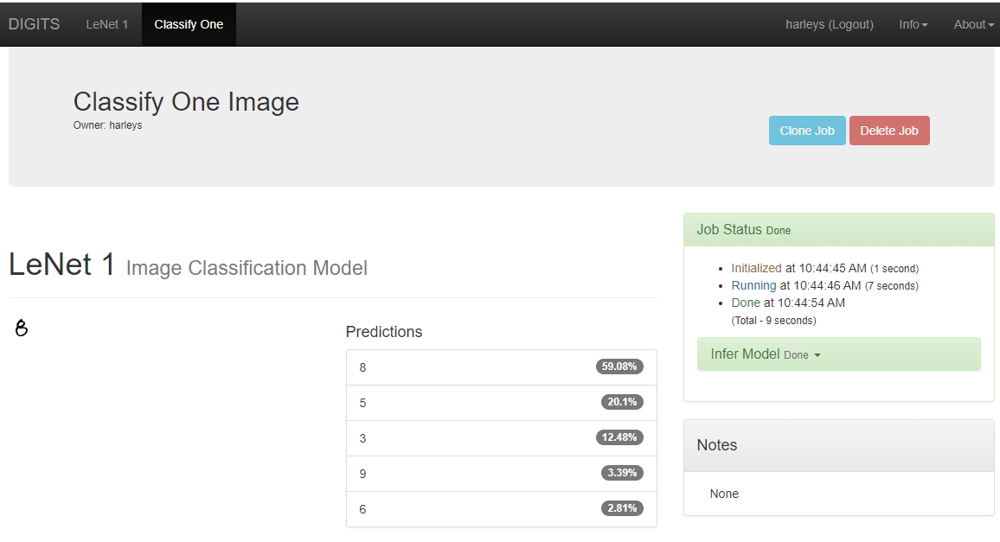 DIGITS LeNet 1 Classify One harleys (Logout) Info About
Classify One Image
Owner: harleys
Clone Job Delete Job
LeNet 1 Image Classification Model
8
Predictions
8 59.08%
5 20.1%
3 12.48%
9 3.39%
6 2.81%
Job Status Done
Initialized at 10:44:45 AM (1 second)
Running at 10:44:46 AM (7 seconds)
Done at 10:44:54 AM
(Total - 9 seconds)
Infer Model Done
Notes
None